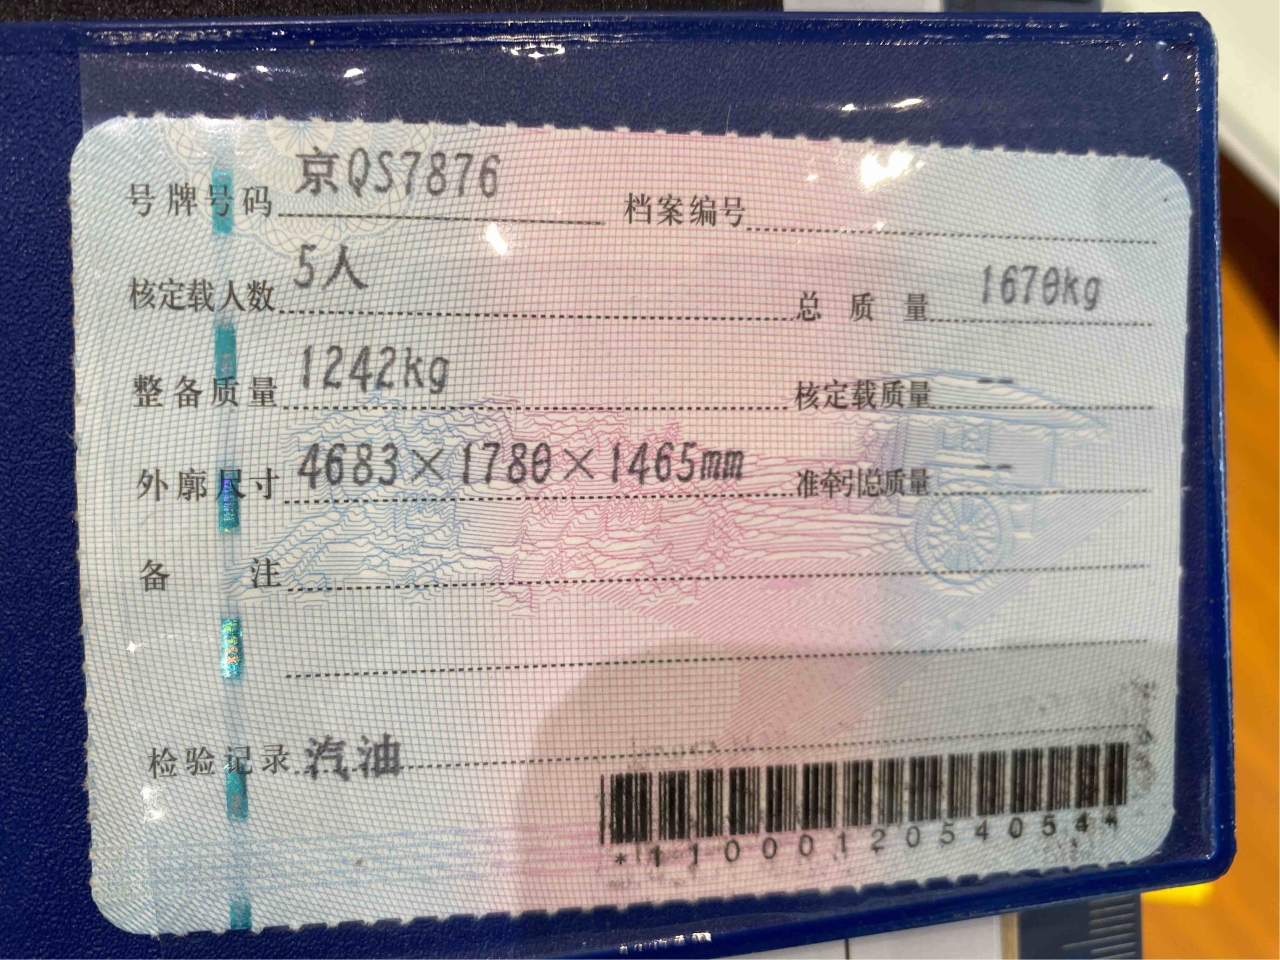 号牌号码 京QS7876 档案编号
核定载人数 5人 总质量 1670kg
整备质量 1242kg 核定载质量 --
外廓尺寸 4683×1780×1465mm 准牵引总质量 --
备注
检验记录 汽油
*1100012054054​4